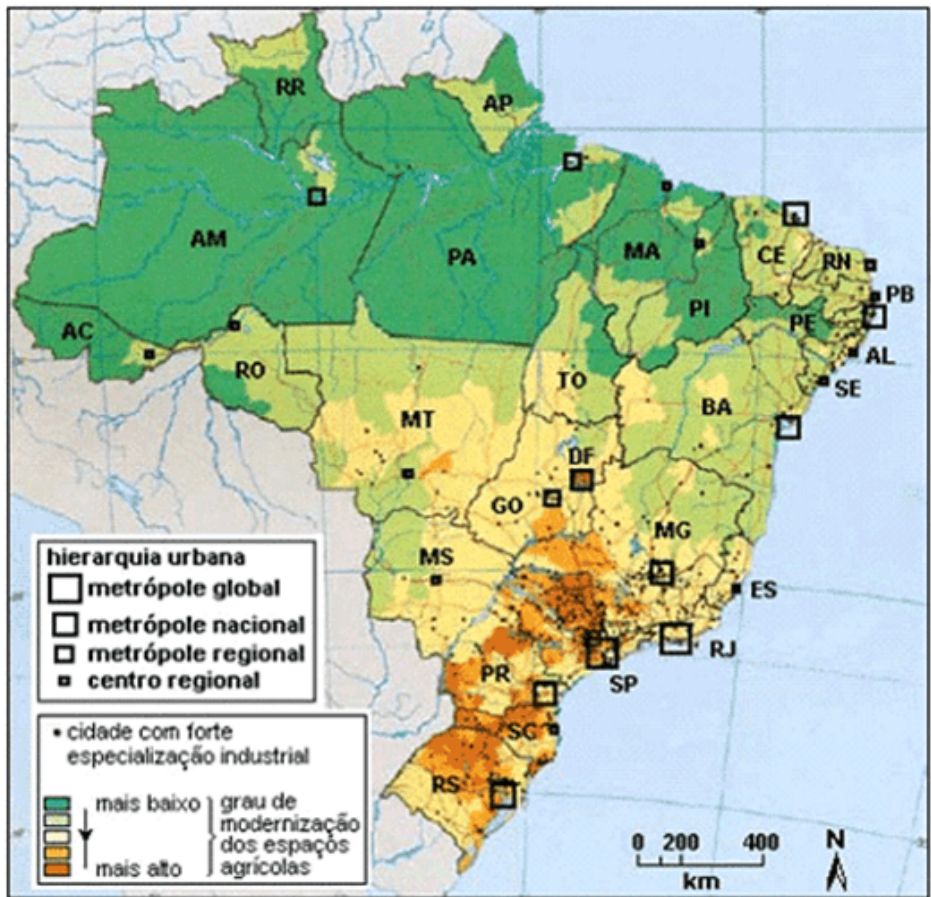 RR
AP
AM
PA
MA
CE
RN
PB
PI
PE
AC
AL
RO
TO
SE
BA
MT
DF
GO
MG
MS
ES
RJ
SP
PR
SC
RS
hierarquia urbana
metrópole global
metrópole nacional
metrópole regional
centro regional
cidade com forte
especialização industrial
mais baixo
grau de
modernização
dos espaços
mais alto
agrícolas
0 200 400
km
N